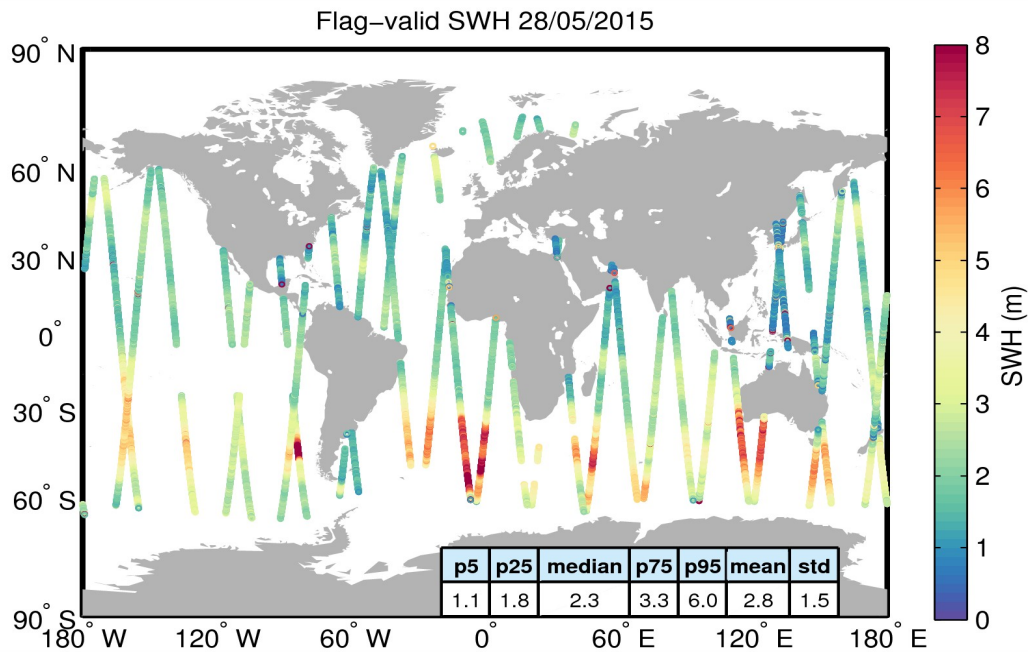 Flag−valid SWH 28/05/2015
90° N
60° N
30° N
0°
30° S
60° S
90° S
180° W
120° W
60° W
0°
60° E
120° E
180° E
p5 p25 median p75 p95 mean std
1.1 1.8 2.3 3.3 6.0 2.8 1.5
8
7
6
5
4
3
2
1
0
SWH (m)